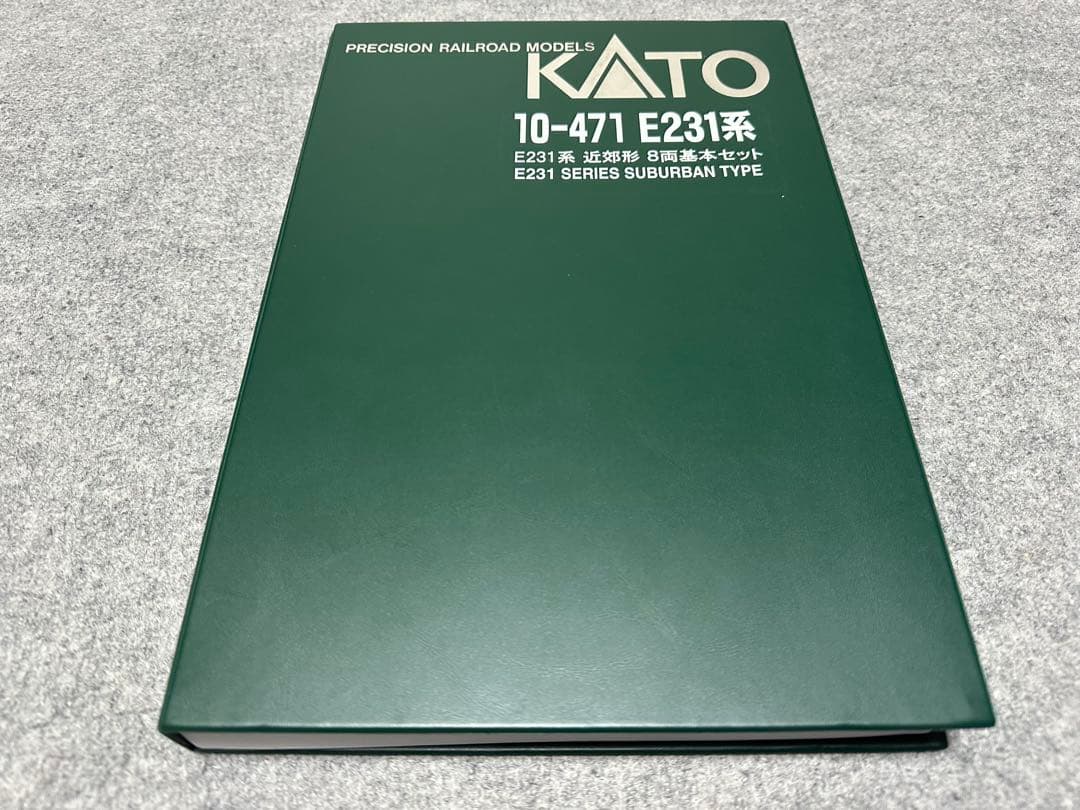 PRECISION RAILROAD MODELS
KATO
10-471 E231系
E231系 近郊形 8両基本セット
E231 SERIES SUBURBAN TYPE